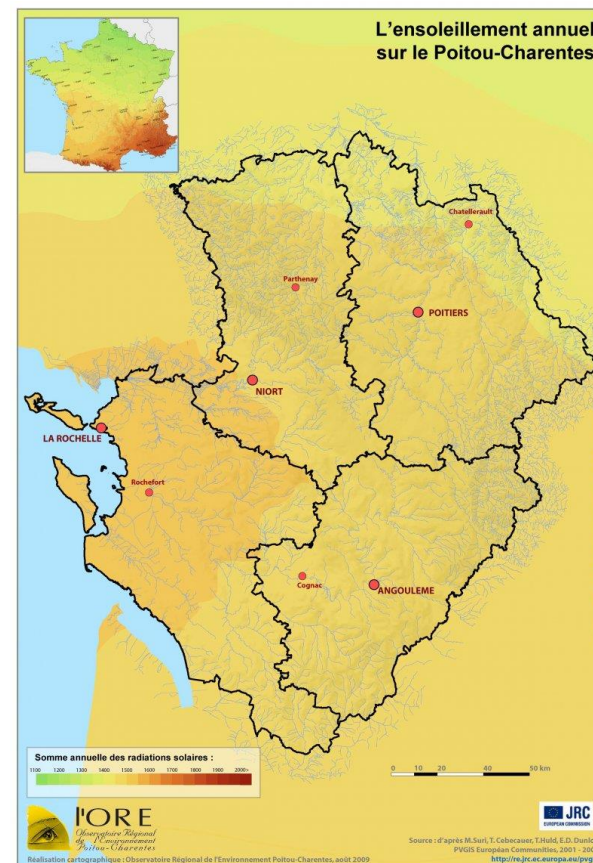 L'ensoleillement annuel
sur le Poitou-Charentes
Chatellerault
Parthenay
POITIERS
NIORT
LA ROCHELLE
Rochefort
Cognac
ANGOULEME
Somme annuelle des radiations solaires :
1100 1200 1300 1400 1500 1600 1700 1800 1900 2000>
0 10 20 40 50 km
l'ORE
Observatoire Régional
de l'Environnement
Poitou-Charentes
JRC
EUROPEAN COMMISSION
Source : d'après M.Suri, T. Cebecauer, T.Huld, E.D. Dunlo
PVGIS European Communities, 2001 - 200
Réalisation cartographique : Observatoire Régional de l'Environnement Poitou-Charentes, août 2009
http://re.jrc.ec.europa.eu/pvg